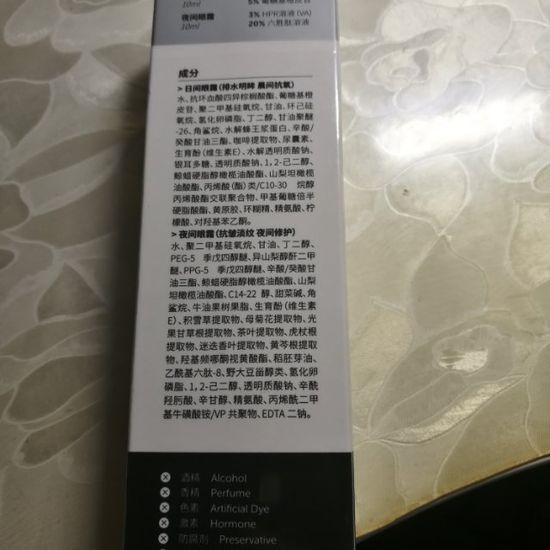 10ml
5% 葡糖基橙皮苷
夜间眼霜
3% HPR溶液(VA)
10ml
20% 六胜肽溶液
成分
> 日间眼霜(排水明眸 晨间抗氧)
水、抗坏血酸四异棕榈酸酯、葡糖基橙
皮苷、聚二甲基硅氧烷、甘油、环己硅
氧烷、氢化卵磷脂、丁二醇、甘油聚醚
-26、角鲨烷、水解蜂王浆蛋白、辛酸/
癸酸甘油三酯、咖啡提取物、尿囊素、
生育酚(维生素E)、水解透明质酸钠、
银耳多糖、透明质酸钠、1, 2-己二醇、
鲸蜡硬脂醇橄榄油酸酯、山梨坦橄榄
油酸酯、丙烯酸(酯)类/C10-30 烷醇
丙烯酸酯交联聚合物、甲基葡糖倍半
硬脂酸酯、黄原胶、环糊精、精氨酸、柠
檬酸、对羟基苯乙酮。
> 夜间眼霜(抗皱淡纹 夜间修护)
水、聚二甲基硅氧烷、甘油、丁二醇、
PEG-5 季戊四醇醚、异山梨醇酐二甲
醚、PPG-5 季戊四醇醚、辛酸/癸酸甘
油三酯、鲸蜡硬脂醇橄榄油酸酯、山梨
坦橄榄油酸酯、C14-22 醇、甜菜碱、角
鲨烷、牛油果树果脂、生育酚(维生素
E)、积雪草提取物、母菊花提取物、光
果甘草根提取物、茶叶提取物、虎杖根
提取物、迷迭香叶提取物、黄芩根提取
物、羟基频哪酮视黄酸酯、稻胚芽油、
乙酰基六肽-8、野大豆甾醇类、氢化卵
磷脂、1, 2-己二醇、透明质酸钠、辛酰
羟肟酸、辛甘醇、精氨酸、丙烯酰二甲
基牛磺酸铵/VP 共聚物、EDTA 二钠。
酒精 Alcohol
香精 Perfume
色素 Artificial Dye
激素 Hormone
防腐剂 Preservative